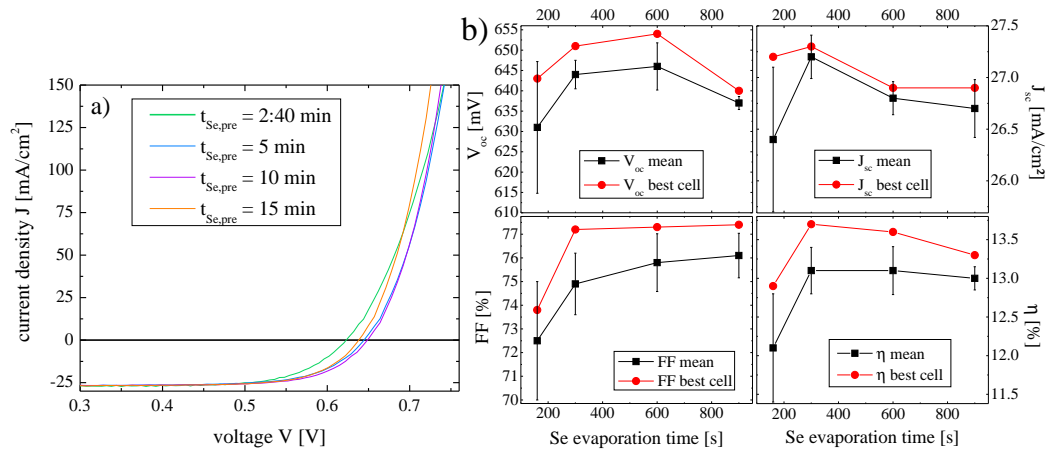 a)
150
125
100
75
50
25
0
-25
current density J [mA/cm²]
t_Se,pre = 2:40 min
t_Se,pre = 5 min
t_Se,pre = 10 min
t_Se,pre = 15 min
0.3 0.4 0.5 0.6 0.7
voltage V [V]
b)
200 400 600 800
200 400 600 800
655
650
645
640
635
630
625
620
615
610
V_oc [mV]
V_oc mean
V_oc best cell
27.5
27.0
26.5
26.0
J_sc [mA/cm²]
J_sc mean
J_sc best cell
77
76
75
74
73
72
71
70
FF [%]
FF mean
FF best cell
13.5
13.0
12.5
12.0
11.5
η [%]
η mean
η best cell
200 400 600 800
200 400 600 800
Se evaporation time [s]
Se evaporation time [s]